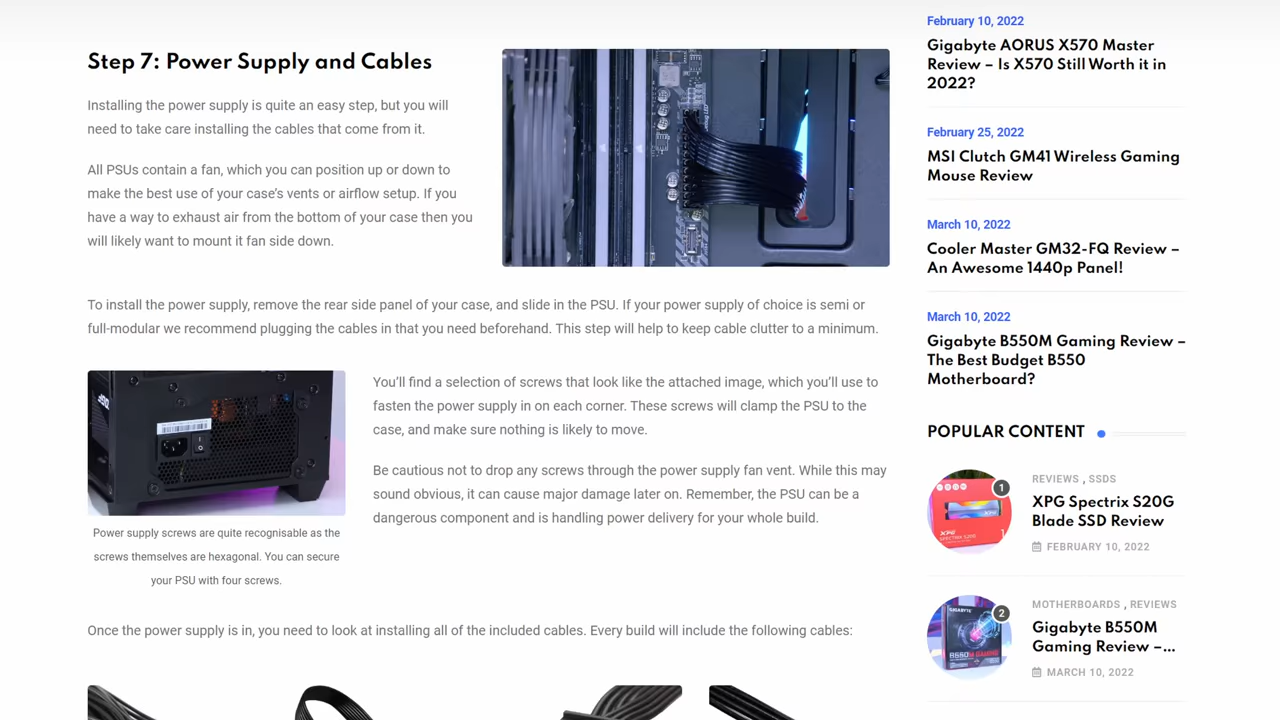 Step 7: Power Supply and Cables
Installing the power supply is quite an easy step, but you will
need to take care installing the cables that come from it.
All PSUs contain a fan, which you can position up or down to
make the best use of your case’s vents or airflow setup. If you
have a way to exhaust air from the bottom of your case then you
will likely want to mount it fan side down.
To install the power supply, remove the rear side panel of your case, and slide in the PSU. If your power supply of choice is semi or
full-modular we recommend plugging the cables in that you need beforehand. This step will help to keep cable clutter to a minimum.
You’ll find a selection of screws that look like the attached image, which you’ll use to
fasten the power supply in on each corner. These screws will clamp the PSU to the
case, and make sure nothing is likely to move.
Be cautious not to drop any screws through the power supply fan vent. While this may
sound obvious, it can cause major damage later on. Remember, the PSU can be a
dangerous component and is handling power delivery for your whole build.
Power supply screws are quite recognisable as the
screws themselves are hexagonal. You can secure
your PSU with four screws.
Once the power supply is in, you need to look at installing all of the included cables. Every build will include the following cables:
February 10, 2022
Gigabyte AORUS X570 Master
Review – Is X570 Still Worth it in
2022?
February 25, 2022
MSI Clutch GM41 Wireless Gaming
Mouse Review
March 10, 2022
Cooler Master GM32-FQ Review –
An Awesome 1440p Panel!
March 10, 2022
Gigabyte B550M Gaming Review –
The Best Budget B550
Motherboard?
POPULAR CONTENT
1
REVIEWS , SSDS
XPG Spectrix S20G
Blade SSD Review
FEBRUARY 10, 2022
XPG
SPECTRIX S20G
2
MOTHERBOARDS , REVIEWS
Gigabyte B550M
Gaming Review –...
MARCH 10, 2022
GIGABYTE
B550M GAMING